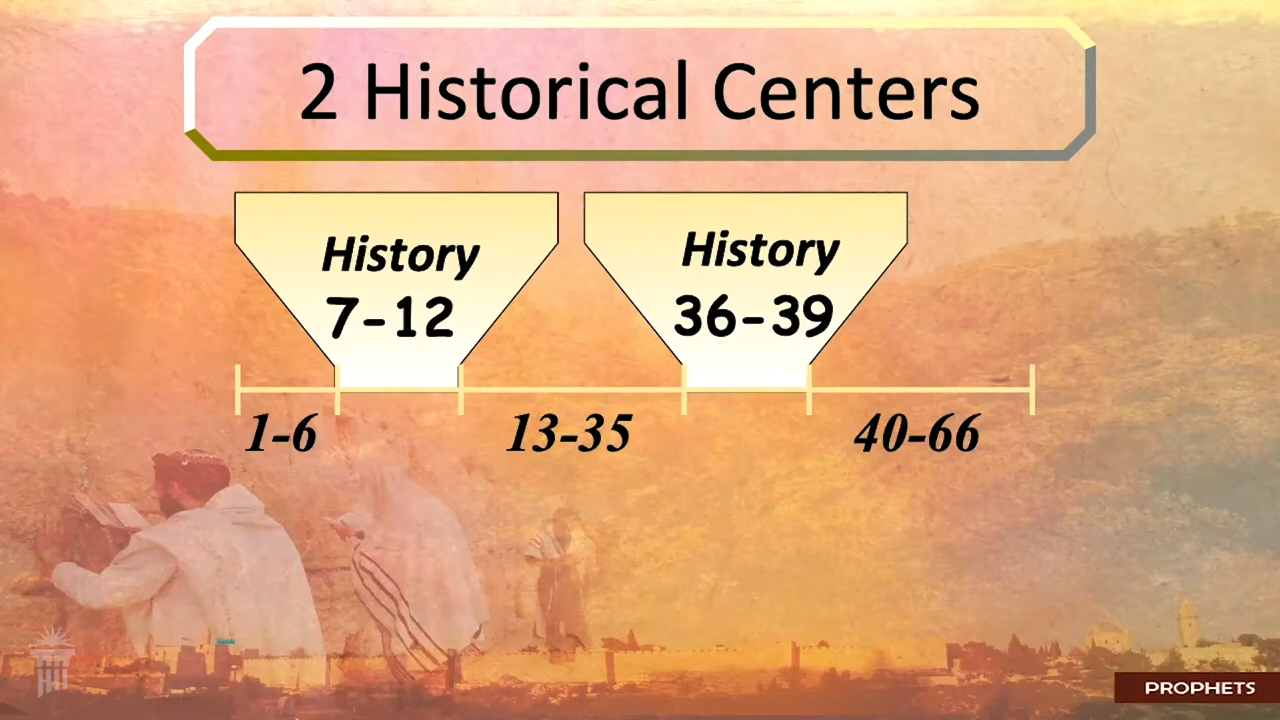 2 Historical Centers
History
7-12
History
36-39
1-6
13-35
40-66
PROPHETS